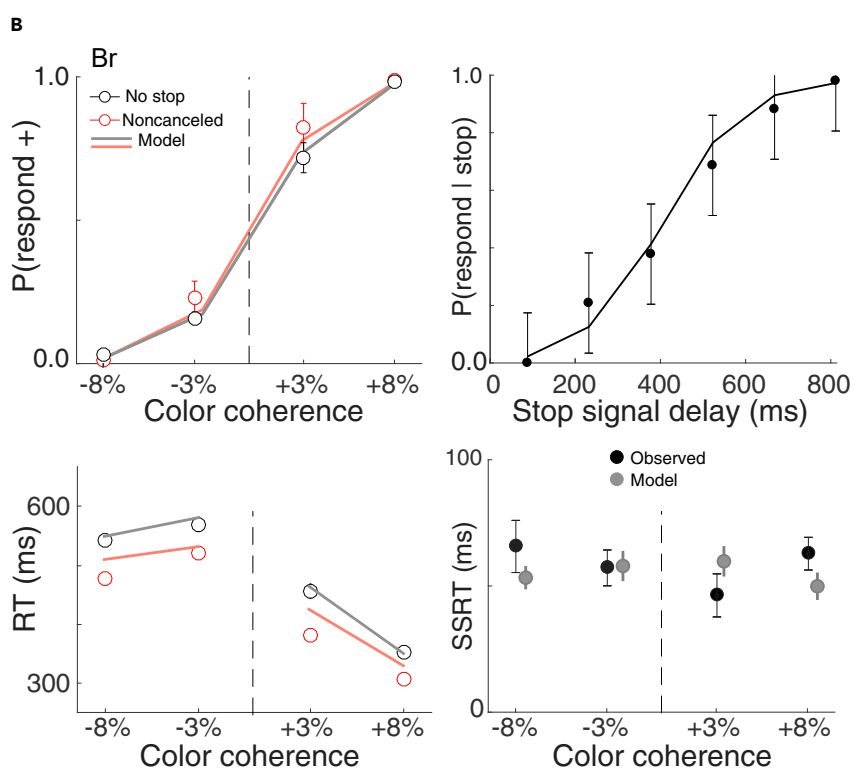 B
Br
1.0
No stop
Noncanceled
Model
P(respond +)
0.0
-8% -3% +3% +8%
Color coherence
1.0
P(respond | stop)
0.0
0 200 400 600 800
Stop signal delay (ms)
600
RT (ms)
300
-8% -3% +3% +8%
Color coherence
100
Observed
Model
SSRT (ms)
0
-8% -3% +3% +8%
Color coherence